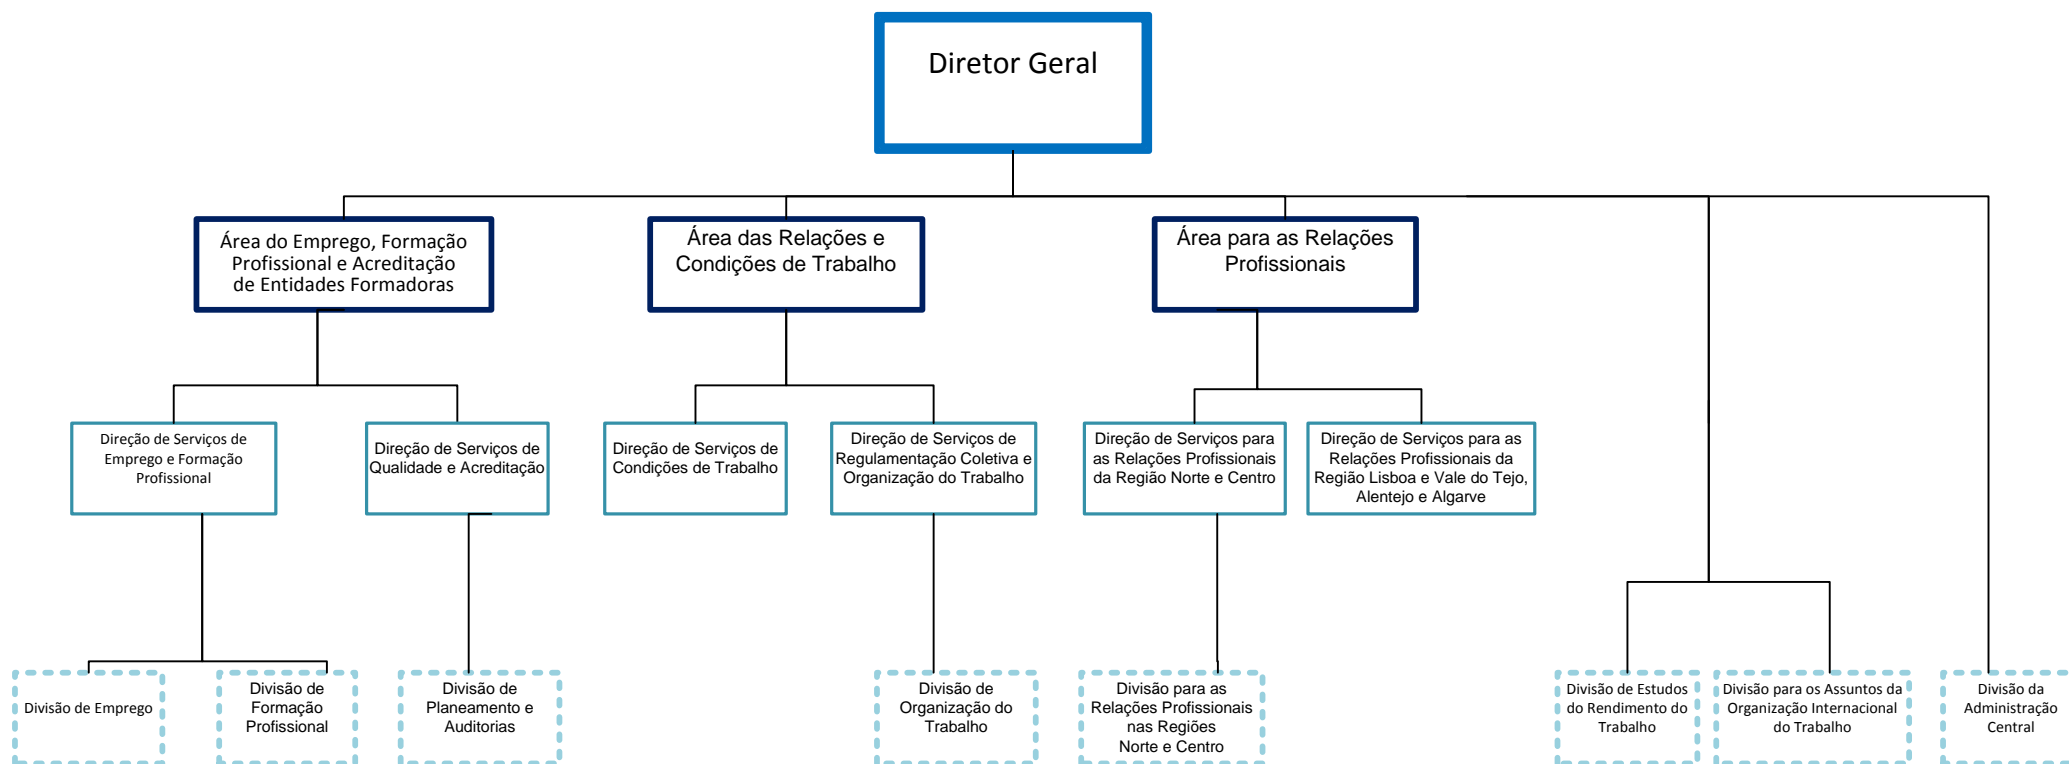 Diretor Geral
Área do Emprego, Formação
Profissional e Acreditação
de Entidades Formadoras
Área das Relações e
Condições de Trabalho
Área para as Relações
Profissionais
Direção de Serviços de
Emprego e Formação
Profissional
Direção de Serviços de
Qualidade e Acreditação
Direção de Serviços de
Condições de Trabalho
Direção de Serviços de
Regulamentação Coletiva e
Organização do Trabalho
Direção de Serviços para
as Relações Profissionais
da Região Norte e Centro
Direção de Serviços para as
Relações Profissionais da
Região Lisboa e Vale do Tejo,
Alentejo e Algarve
Divisão de Emprego
Divisão de
Formação
Profissional
Divisão de
Planeamento e
Auditorias
Divisão de
Organização do
Trabalho
Divisão para as
Relações Profissionais
nas Regiões
Norte e Centro
Divisão de Estudos
do Rendimento do
Trabalho
Divisão para os Assuntos da
Organização Internacional
do Trabalho
Divisão da
Administração
Central